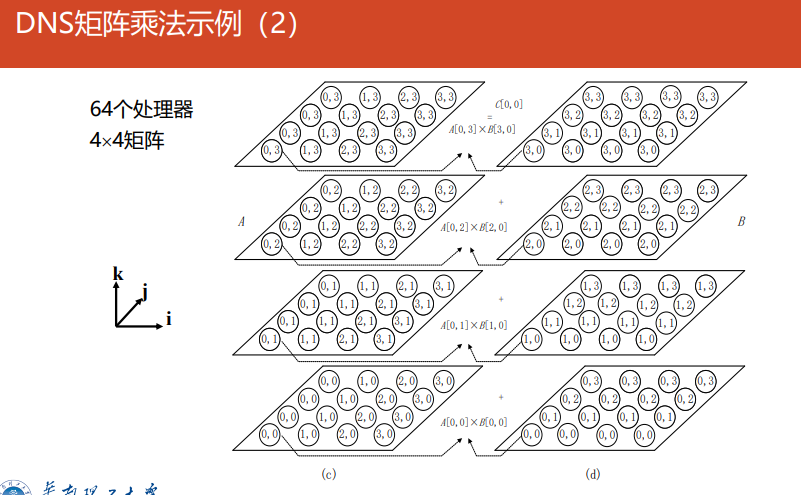 DNS矩阵乘法示例（2）
64个处理器
4×4矩阵
k
j
i
A
0,3 1,3 2,3 3,3
0,3 1,3 2,3 3,3
0,3 1,3 2,3 3,3
0,3 1,3 2,3 3,3
C[0,0]
=
A[0,3]×B[3,0]
3,3 3,3 3,3 3,3
3,2 3,2 3,2 3,2
3,1 3,1 3,1 3,1
3,0 3,0 3,0 3,0
0,2 1,2 2,2 3,2
0,2 1,2 2,2 3,2
0,2 1,2 2,2 3,2
0,2 1,2 2,2 3,2
+
A[0,2]×B[2,0]
2,3 2,3 2,3 2,3
2,2 2,2 2,2 2,2
2,1 2,1 2,1 2,1
2,0 2,0 2,0 2,0
B
0,1 1,1 2,1 3,1
0,1 1,1 2,1 3,1
0,1 1,1 2,1 3,1
0,1 1,1 2,1 3,1
+
A[0,1]×B[1,0]
1,3 1,3 1,3 1,3
1,2 1,2 1,2 1,2
1,1 1,1 1,1 1,1
1,0 1,0 1,0 1,0
0,0 1,0 2,0 3,0
0,0 1,0 2,0 3,0
0,0 1,0 2,0 3,0
0,0 1,0 2,0 3,0
+
A[0,0]×B[0,0]
0,3 0,3 0,3 0,3
0,2 0,2 0,2 0,2
0,1 0,1 0,1 0,1
0,0 0,0 0,0 0,0
(c)
(d)
华南理工大学